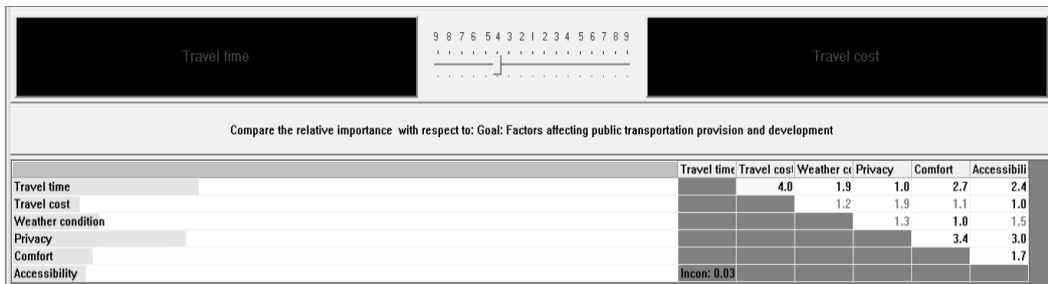 9 8 7 6 5 4 3 2 1 2 3 4 5 6 7 8 9
Travel time
Travel cost
Compare the relative importance with respect to: Goal: Factors affecting public transportation provision and development
Travel time Travel cost Weather co Privacy Comfort Accessibili
Travel time 4.0 1.9 1.0 2.7 2.4
Travel cost 1.2 1.9 1.1 1.0
Weather condition 1.3 1.0 1.5
Privacy 3.4 3.0
Comfort 1.7
Accessibility Incon: 0.03